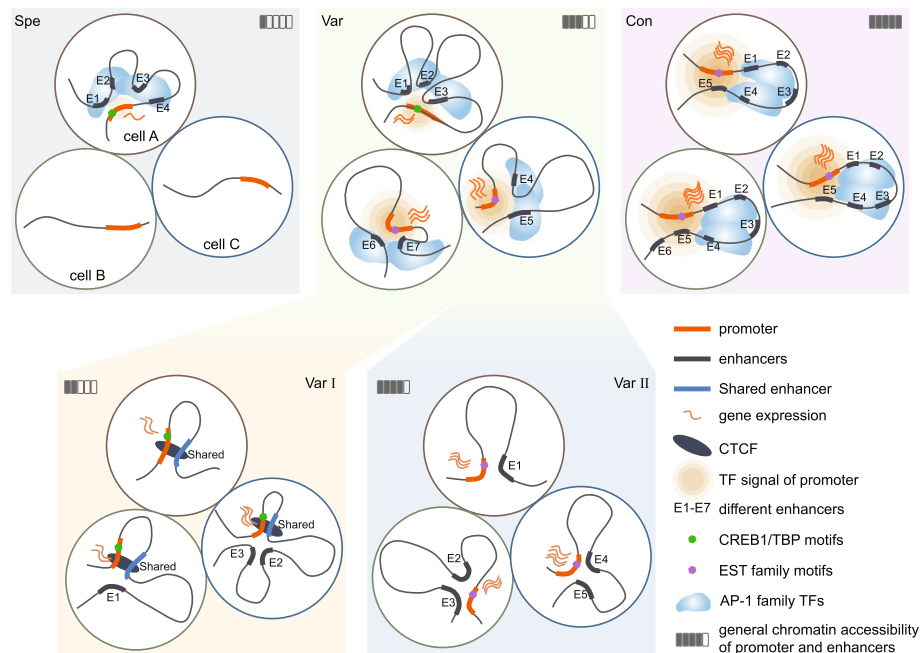 Spe
E2
E3
E1
E4
cell A
cell B
cell C
Var
E1
E2
E3
E4
E5
E6
E7
Con
E1
E2
E5
E4
E3
E1
E2
E5
E4
E3
E1
E2
E3
E5
E4
E6
Var I
Shared
Shared
E1
Shared
E3
E2
Var II
E1
E2
E3
E4
E5
promoter
enhancers
Shared enhancer
gene expression
CTCF
TF signal of promoter
E1-E7 different enhancers
CREB1/TBP motifs
EST family motifs
AP-1 family TFs
general chromatin accessibility
of promoter and enhancers